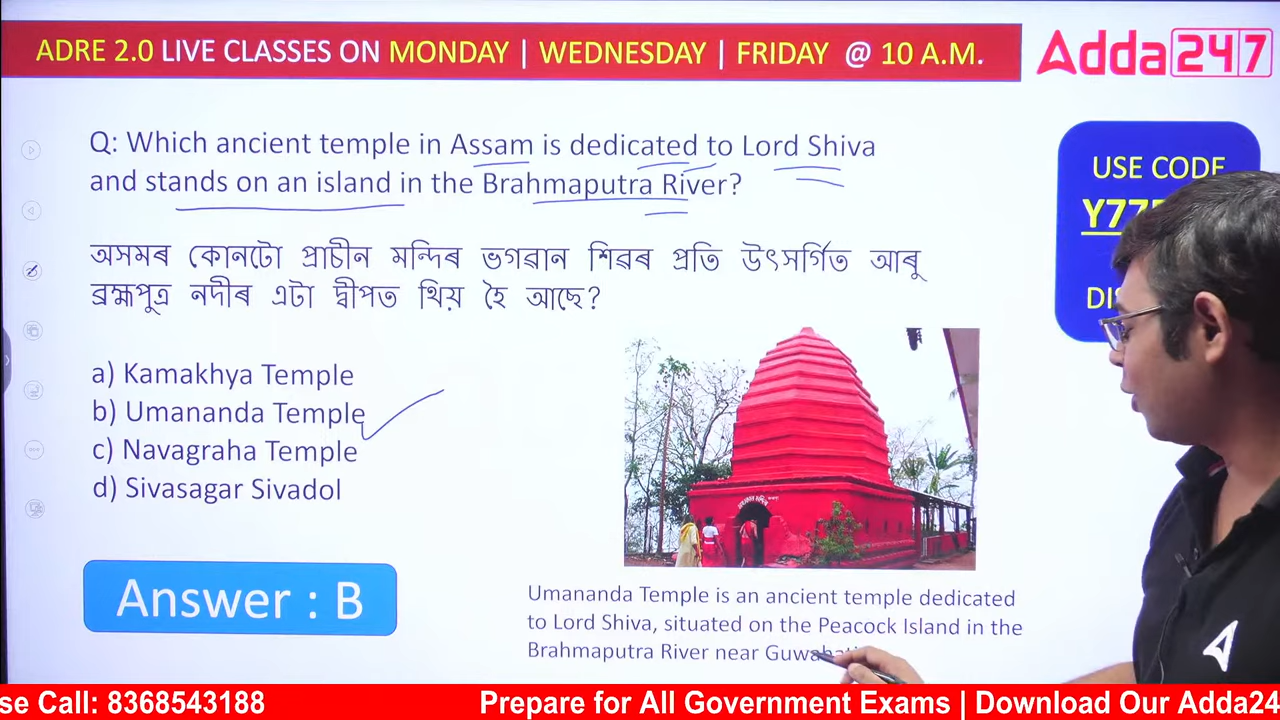 ADRE 2.0 LIVE CLASSES ON MONDAY | WEDNESDAY | FRIDAY @ 10 A.M.
Adda247
Q: Which ancient temple in Assam is dedicated to Lord Shiva
and stands on an island in the Brahmaputra River?
USE CODE
অসমৰ কোনটো প্ৰাচীন মন্দিৰ ভগৱান শিৱৰ প্ৰতি উৎসৰ্গিত আৰু
ব্ৰহ্মপুত্ৰ নদীৰ এটা দ্বীপত থিয় হৈ আছে?
a) Kamakhya Temple
b) Umananda Temple
c) Navagraha Temple
d) Sivasagar Sivadol
Answer : B
Umananda Temple is an ancient temple dedicated
to Lord Shiva, situated on the Peacock Island in the
Brahmaputra River near
se Call: 8368543188
Prepare for All Government Exams | Download Our Adda24